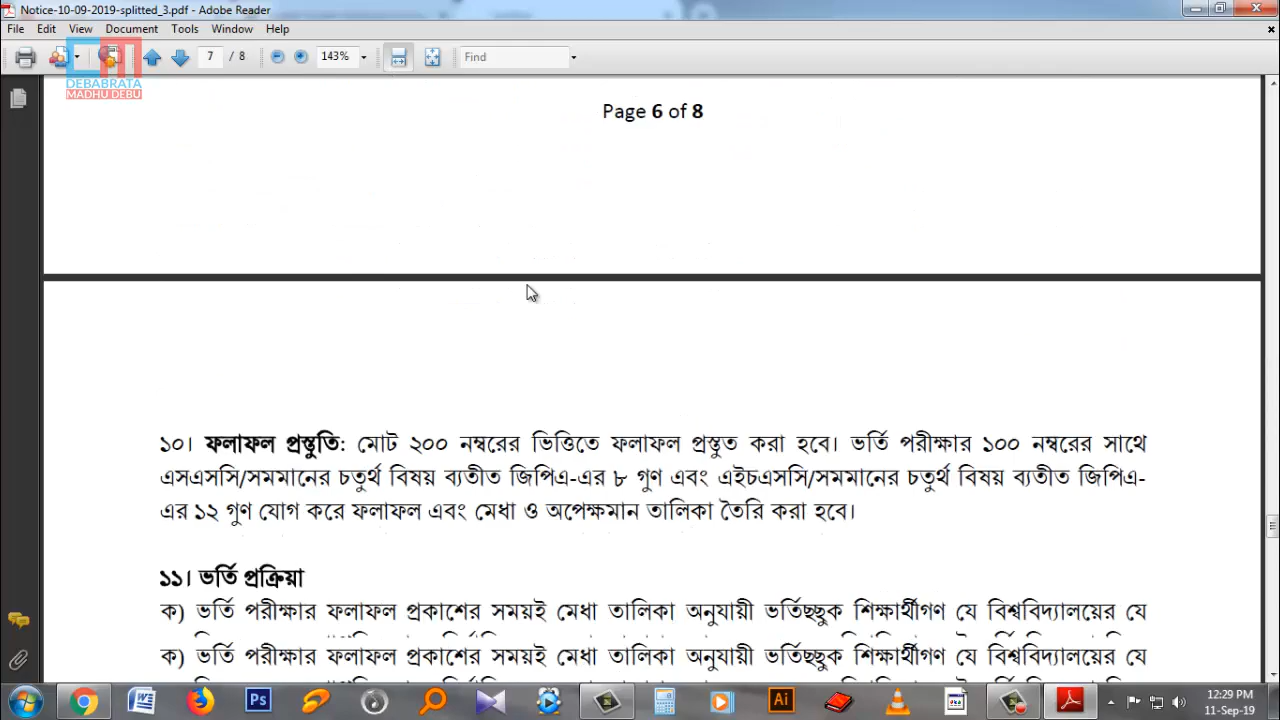 Notice-10-09-2019-splitted_3.pdf - Adobe Reader
File Edit View Document Tools Window Help
7 / 8 143% Find
DEBABRATA
MADHU DEBU
Page 6 of 8
১০। ফলাফল প্রস্তুতি: মোট ২০০ নম্বরের ভিত্তিতে ফলাফল প্রস্তুত করা হবে। ভর্তি পরীক্ষার ১০০ নম্বরের সাথে
এসএসসি/সমমানের চতুর্থ বিষয় ব্যতীত জিপিএ-এর ৮ গুণ এবং এইচএসসি/সমমানের চতুর্থ বিষয় ব্যতীত জিপিএ-
এর ১২ গুণ যোগ করে ফলাফল এবং মেধা ও অপেক্ষমান তালিকা তৈরি করা হবে।
১১। ভর্তি প্রক্রিয়া
ক) ভর্তি পরীক্ষার ফলাফল প্রকাশের সময়ই মেধা তালিকা অনুযায়ী ভর্তিচ্ছুক শিক্ষার্থীগণ যে বিশ্ববিদ্যালয়ের যে
ক) ভর্তি পরীক্ষার ফলাফল প্রকাশের সময়ই মেধা তালিকা অনুযায়ী ভর্তিচ্ছুক শিক্ষার্থীগণ যে বিশ্ববিদ্যালয়ের যে
Ps Ai
12:29 PM
11-Sep-19